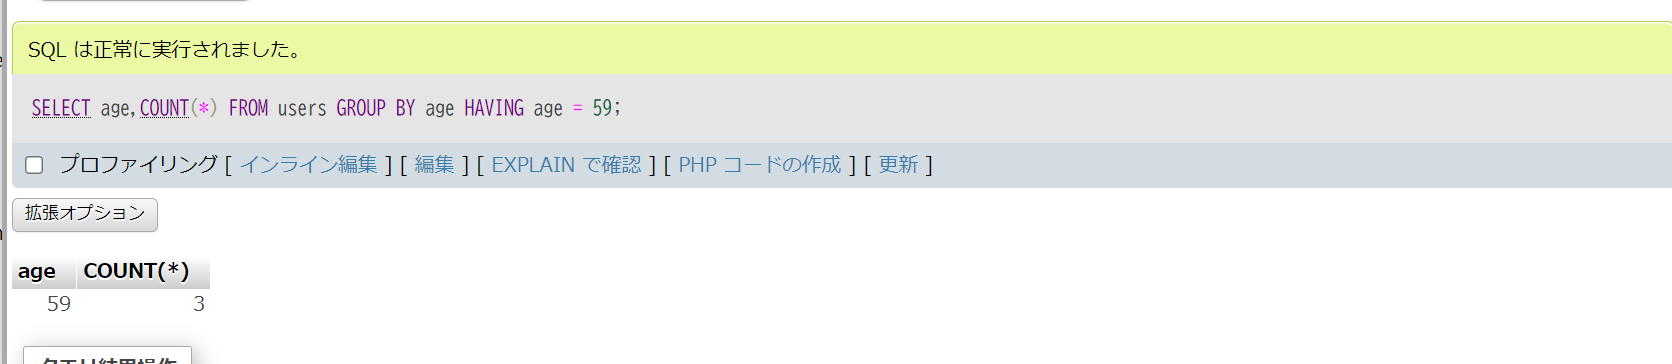 SQL は正常に実行されました。
SELECT age,COUNT(*) FROM users GROUP BY age HAVING age = 59;
プロファイリング [ インライン編集 ] [ 編集 ] [ EXPLAIN で確認 ] [ PHP コードの作成 ] [ 更新 ]
拡張オプション
age COUNT(*)
59 3
クエリ結果操作